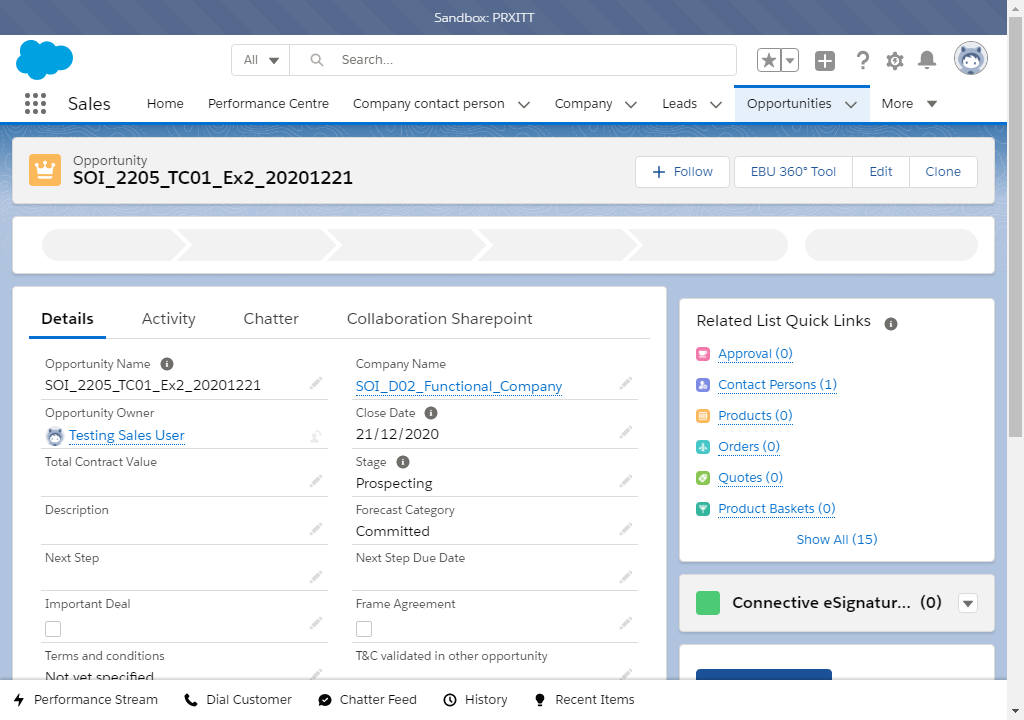 Sandbox: PRXITT
All
Search...
Sales
Home
Performance Centre
Company contact person
Company
Leads
Opportunities
More
Opportunity
SOI_2205_TC01_Ex2_20201221
Follow
EBU 360° Tool
Edit
Clone
Details
Activity
Chatter
Collaboration Sharepoint
Opportunity Name
SOI_2205_TC01_Ex2_20201221
Company Name
SOI_D02_Functional_Company
Opportunity Owner
Testing Sales User
Close Date
21/12/2020
Total Contract Value
Stage
Prospecting
Description
Forecast Category
Committed
Next Step
Next Step Due Date
Important Deal
Frame Agreement
Terms and conditions
Not yet specified
T&C validated in other opportunity
Related List Quick Links
Approval (0)
Contact Persons (1)
Products (0)
Orders (0)
Quotes (0)
Product Baskets (0)
Show All (15)
Connective eSignatur... (0)
Performance Stream
Dial Customer
Chatter Feed
History
Recent Items